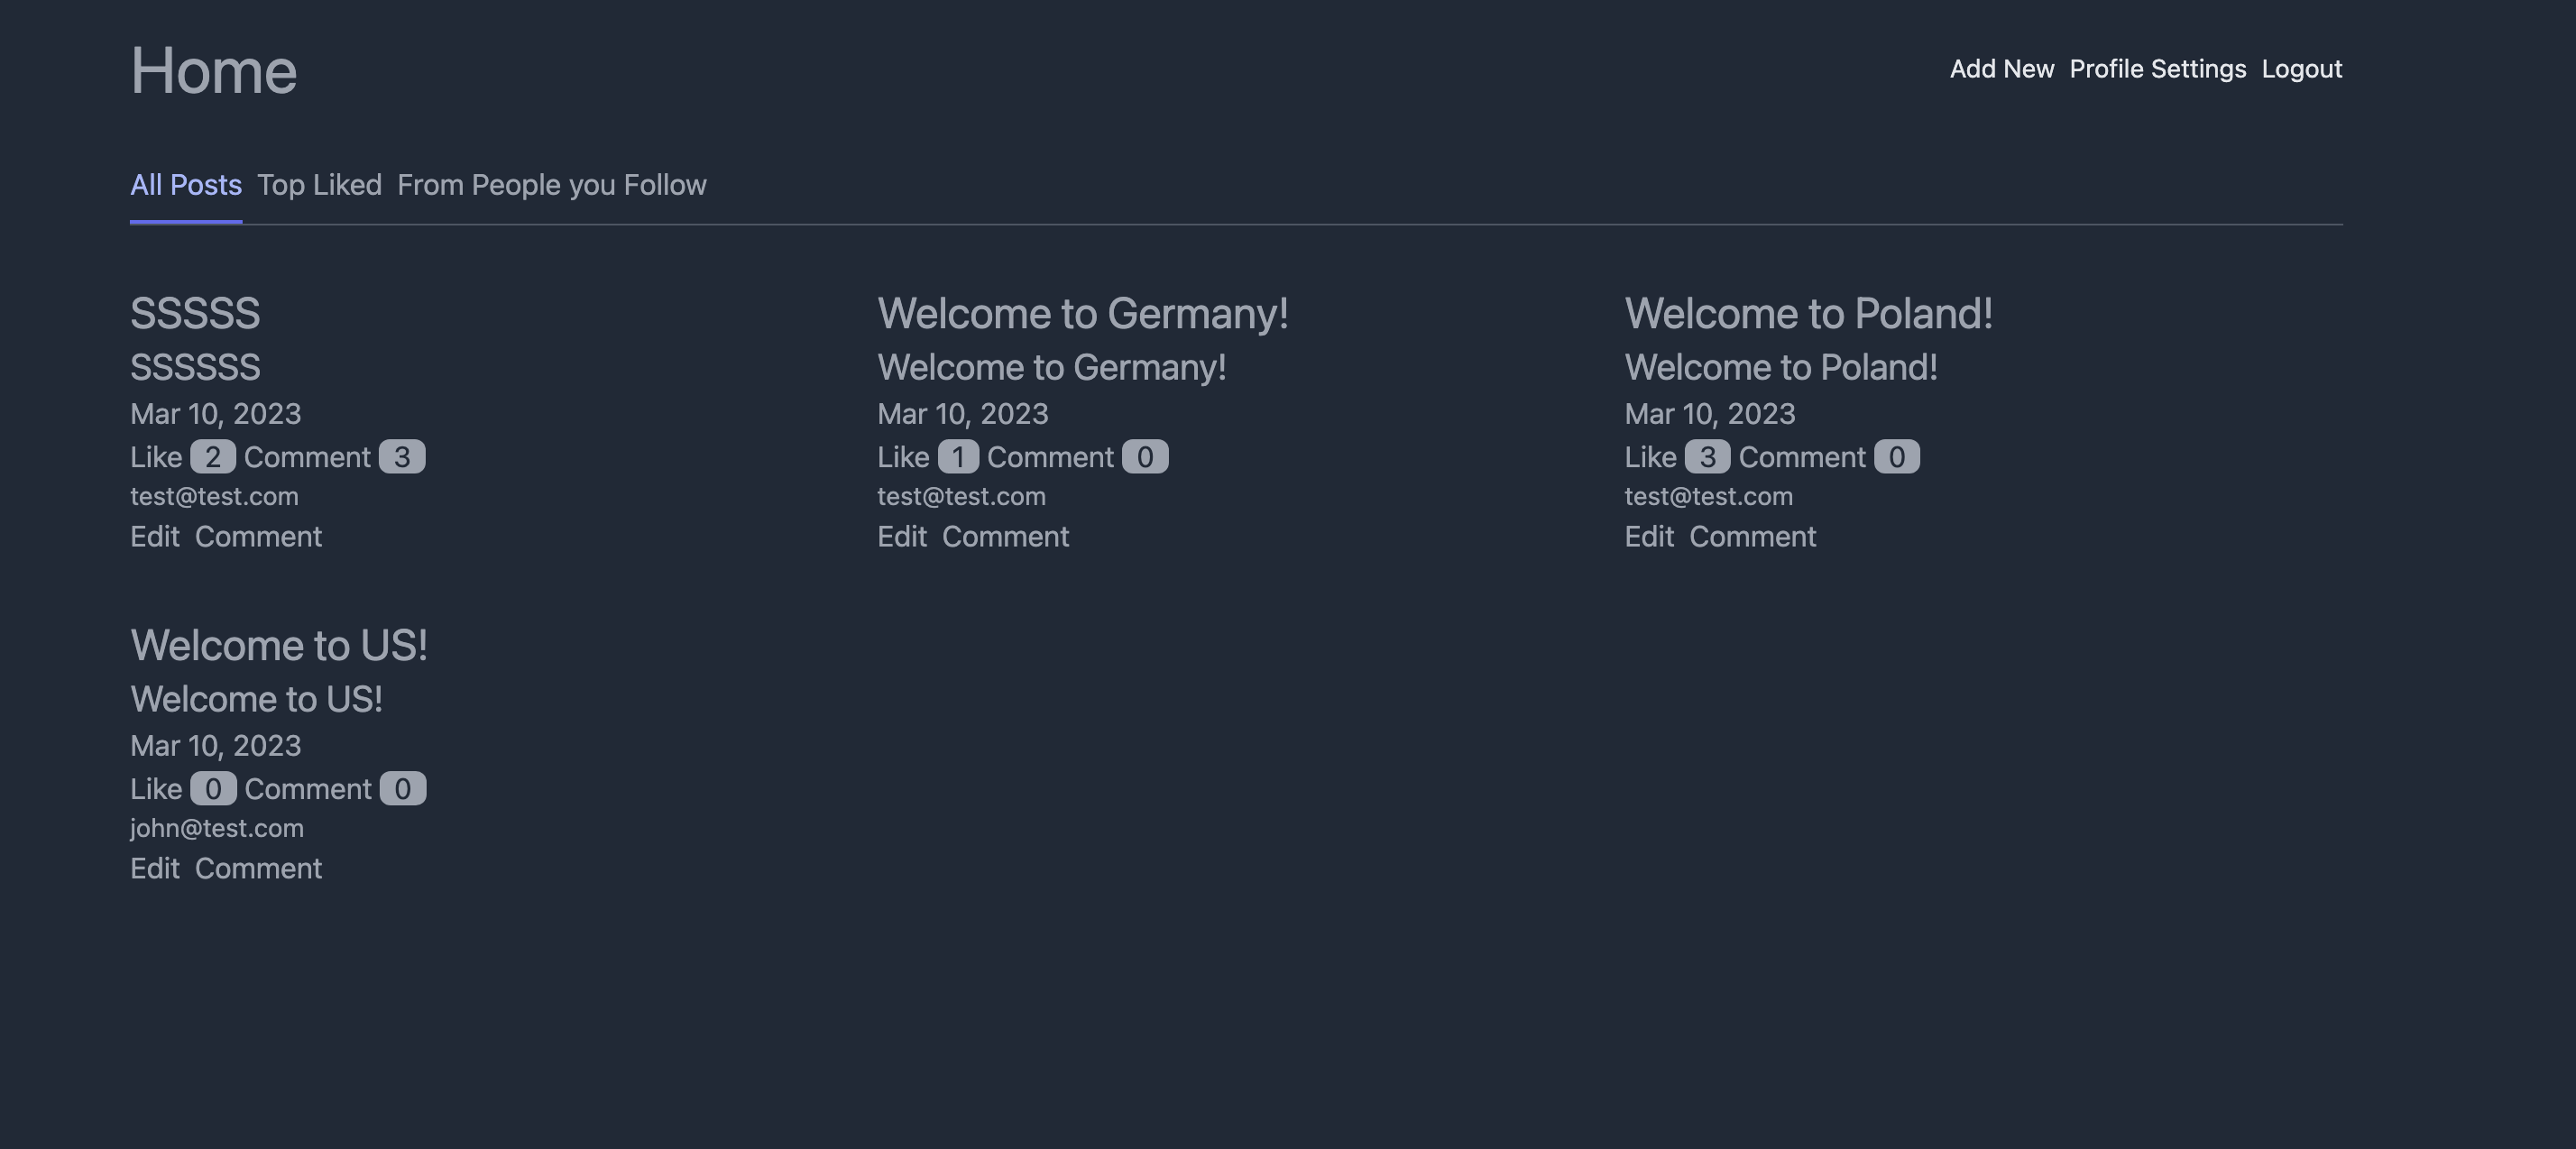 Home
Add New Profile Settings Logout
All Posts Top Liked From People you Follow
SSSSS
SSSSSS
Mar 10, 2023
Like 2 Comment 3
test@test.com
Edit Comment
Welcome to Germany!
Welcome to Germany!
Mar 10, 2023
Like 1 Comment 0
test@test.com
Edit Comment
Welcome to Poland!
Welcome to Poland!
Mar 10, 2023
Like 3 Comment 0
test@test.com
Edit Comment
Welcome to US!
Welcome to US!
Mar 10, 2023
Like 0 Comment 0
john@test.com
Edit Comment